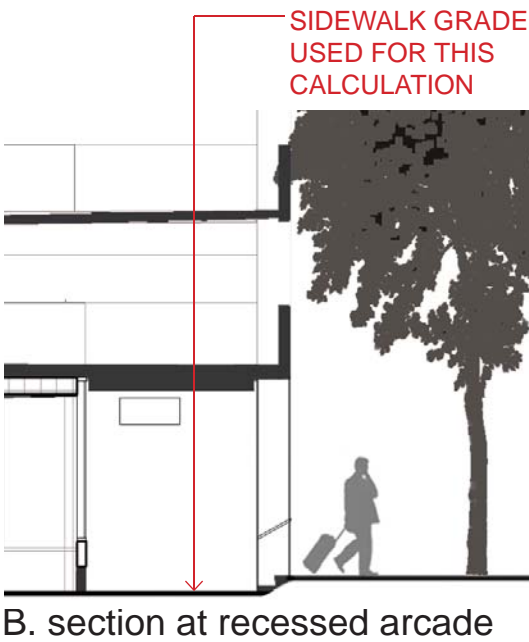 SIDEWALK GRADE
USED FOR THIS
CALCULATION
B. section at recessed arcade